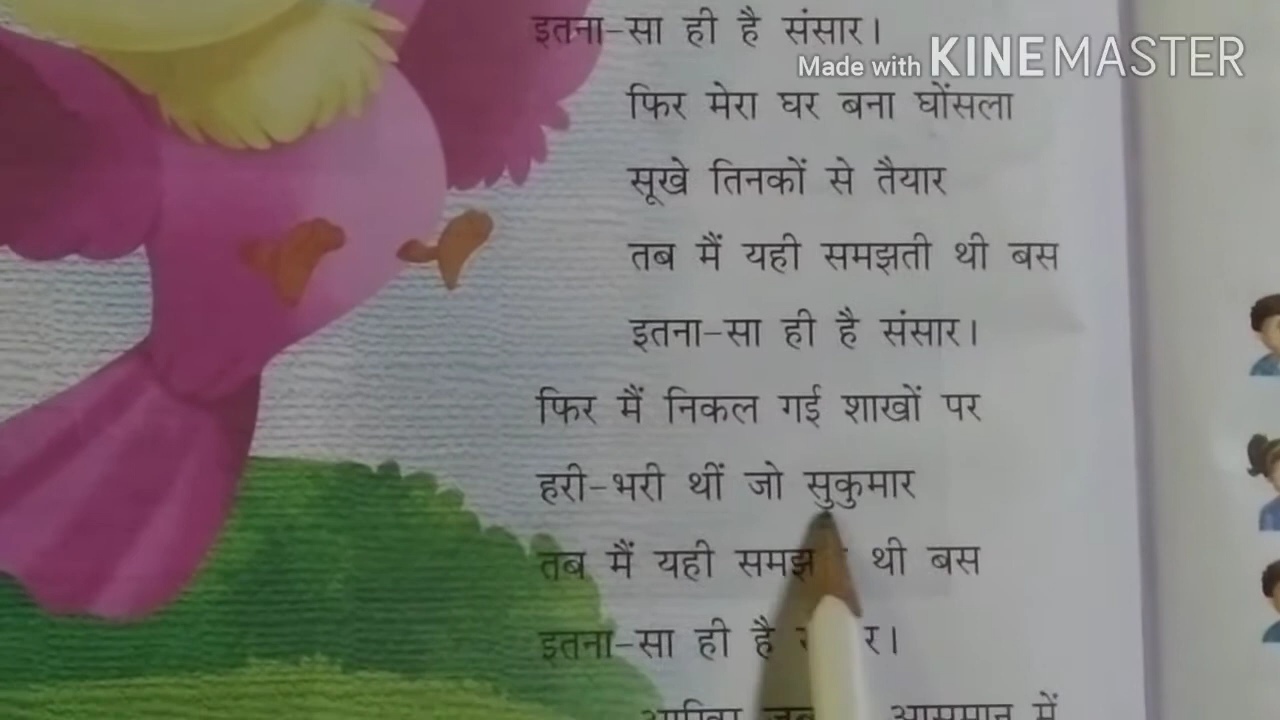 इतना-सा ही है संसार।
Made with KINEMASTER
फिर मेरा घर बना घोंसला
सूखे तिनकों से तैयार
तब मैं यही समझती थी बस
इतना-सा ही है संसार।
फिर मैं निकल गई शाखों पर
हरी-भरी थीं जो सुकुमार
तब मैं यही थी बस
इतना-सा ही है
आसमान में